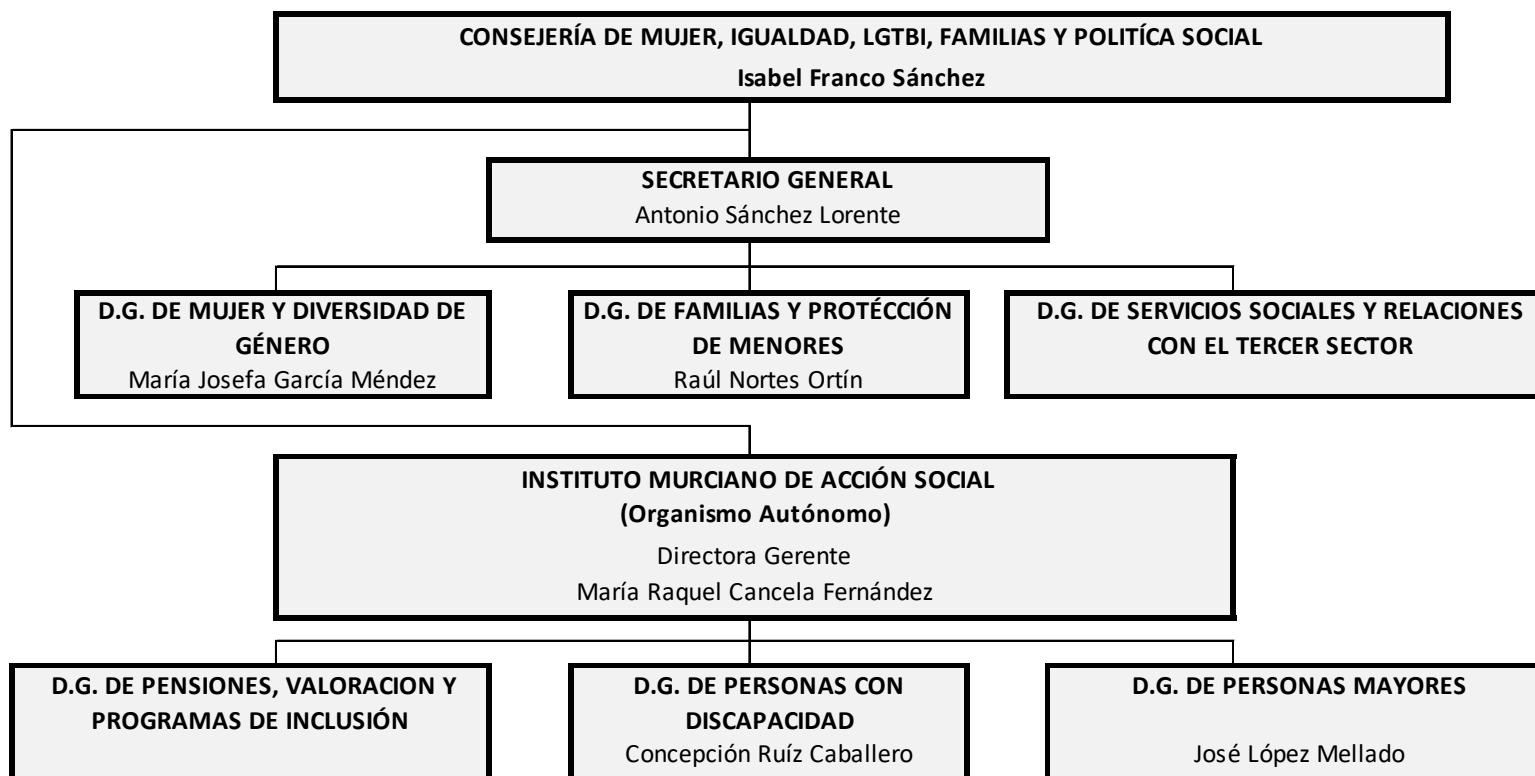 CONSEJERÍA DE MUJER, IGUALDAD, LGTBI, FAMILIAS Y POLITÍCA SOCIAL
Isabel Franco Sánchez
SECRETARIO GENERAL
Antonio Sánchez Lorente
D.G. DE MUJER Y DIVERSIDAD DE
GÉNERO
María Josefa García Méndez
D.G. DE FAMILIAS Y PROTÉCCIÓN
DE MENORES
Raúl Nortes Ortín
D.G. DE SERVICIOS SOCIALES Y RELACIONES
CON EL TERCER SECTOR
INSTITUTO MURCIANO DE ACCIÓN SOCIAL
(Organismo Autónomo)
Directora Gerente
María Raquel Cancela Fernández
D.G. DE PENSIONES, VALORACION Y
PROGRAMAS DE INCLUSIÓN
D.G. DE PERSONAS CON
DISCAPACIDAD
Concepción Ruíz Caballero
D.G. DE PERSONAS MAYORES
José López Mellado